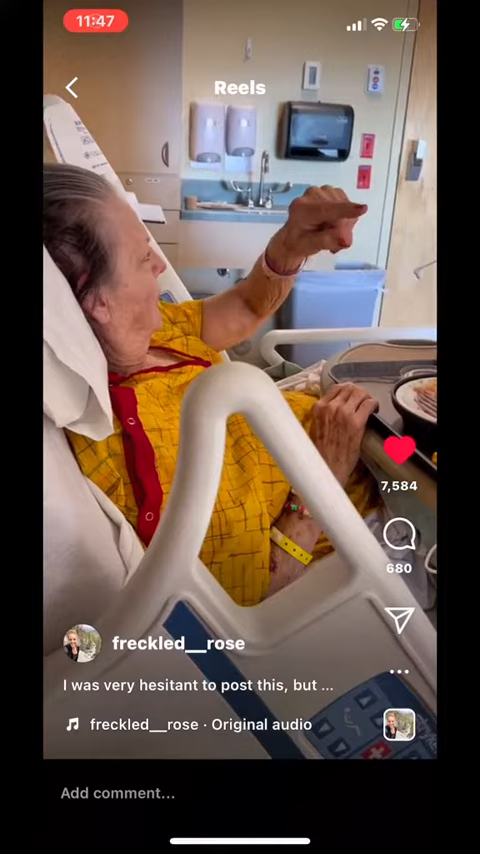 11:47
Reels
7,584
680
freckled__rose
I was very hesitant to post this, but ...
freckled__rose · Original audio
Add comment...